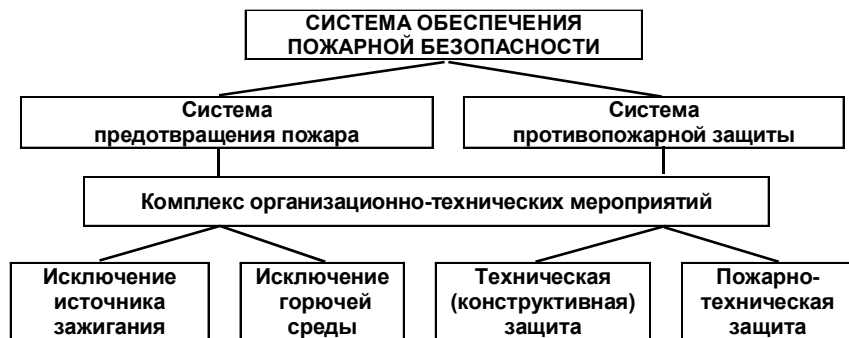 СИСТЕМА ОБЕСПЕЧЕНИЯ
ПОЖАРНОЙ БЕЗОПАСНОСТИ
Система
предотвращения пожара
Система
противопожарной защиты
Комплекс организационно-технических мероприятий
Исключение
источника
зажигания
Исключение
горючей
среды
Техническая
(конструктивная)
защита
Пожарно-
техническая
защита